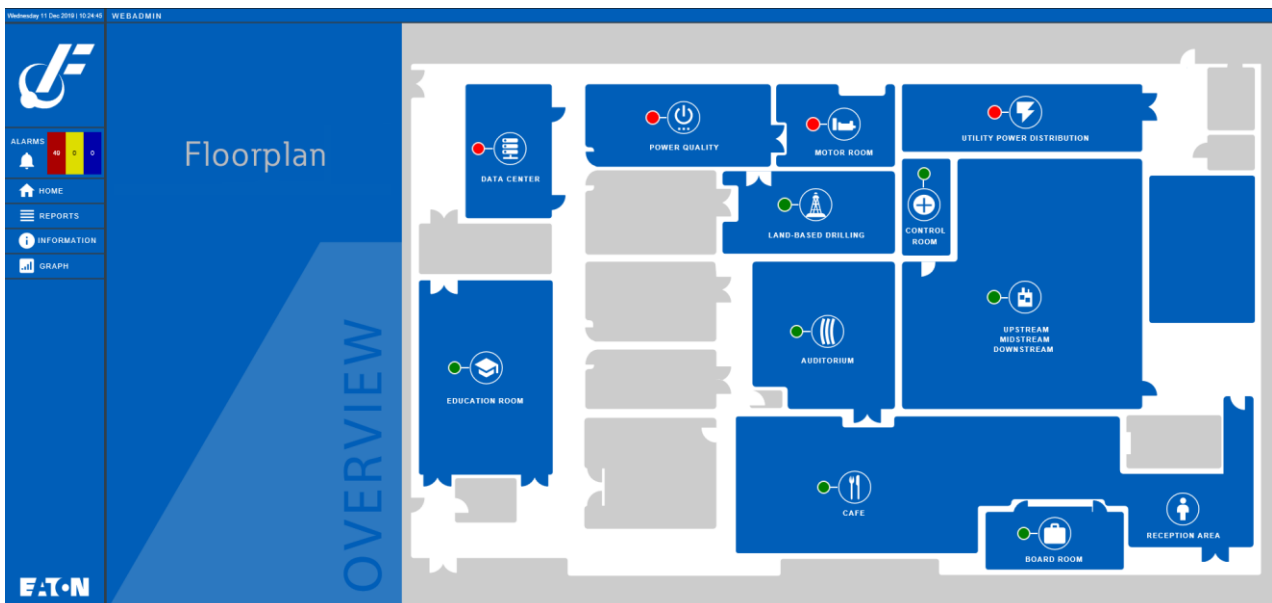 Wednesday 11 Dec 2019 | 10:24:45
WEBADMIN
ALARMS
49 0 0
HOME
REPORTS
INFORMATION
GRAPH
EATON
Floorplan
OVERVIEW
DATA CENTER
POWER QUALITY
MOTOR ROOM
UTILITY POWER DISTRIBUTION
LAND-BASED DRILLING
CONTROL
ROOM
UPSTREAM
MIDSTREAM
DOWNSTREAM
AUDITORIUM
EDUCATION ROOM
CAFE
RECEPTION AREA
BOARD ROOM